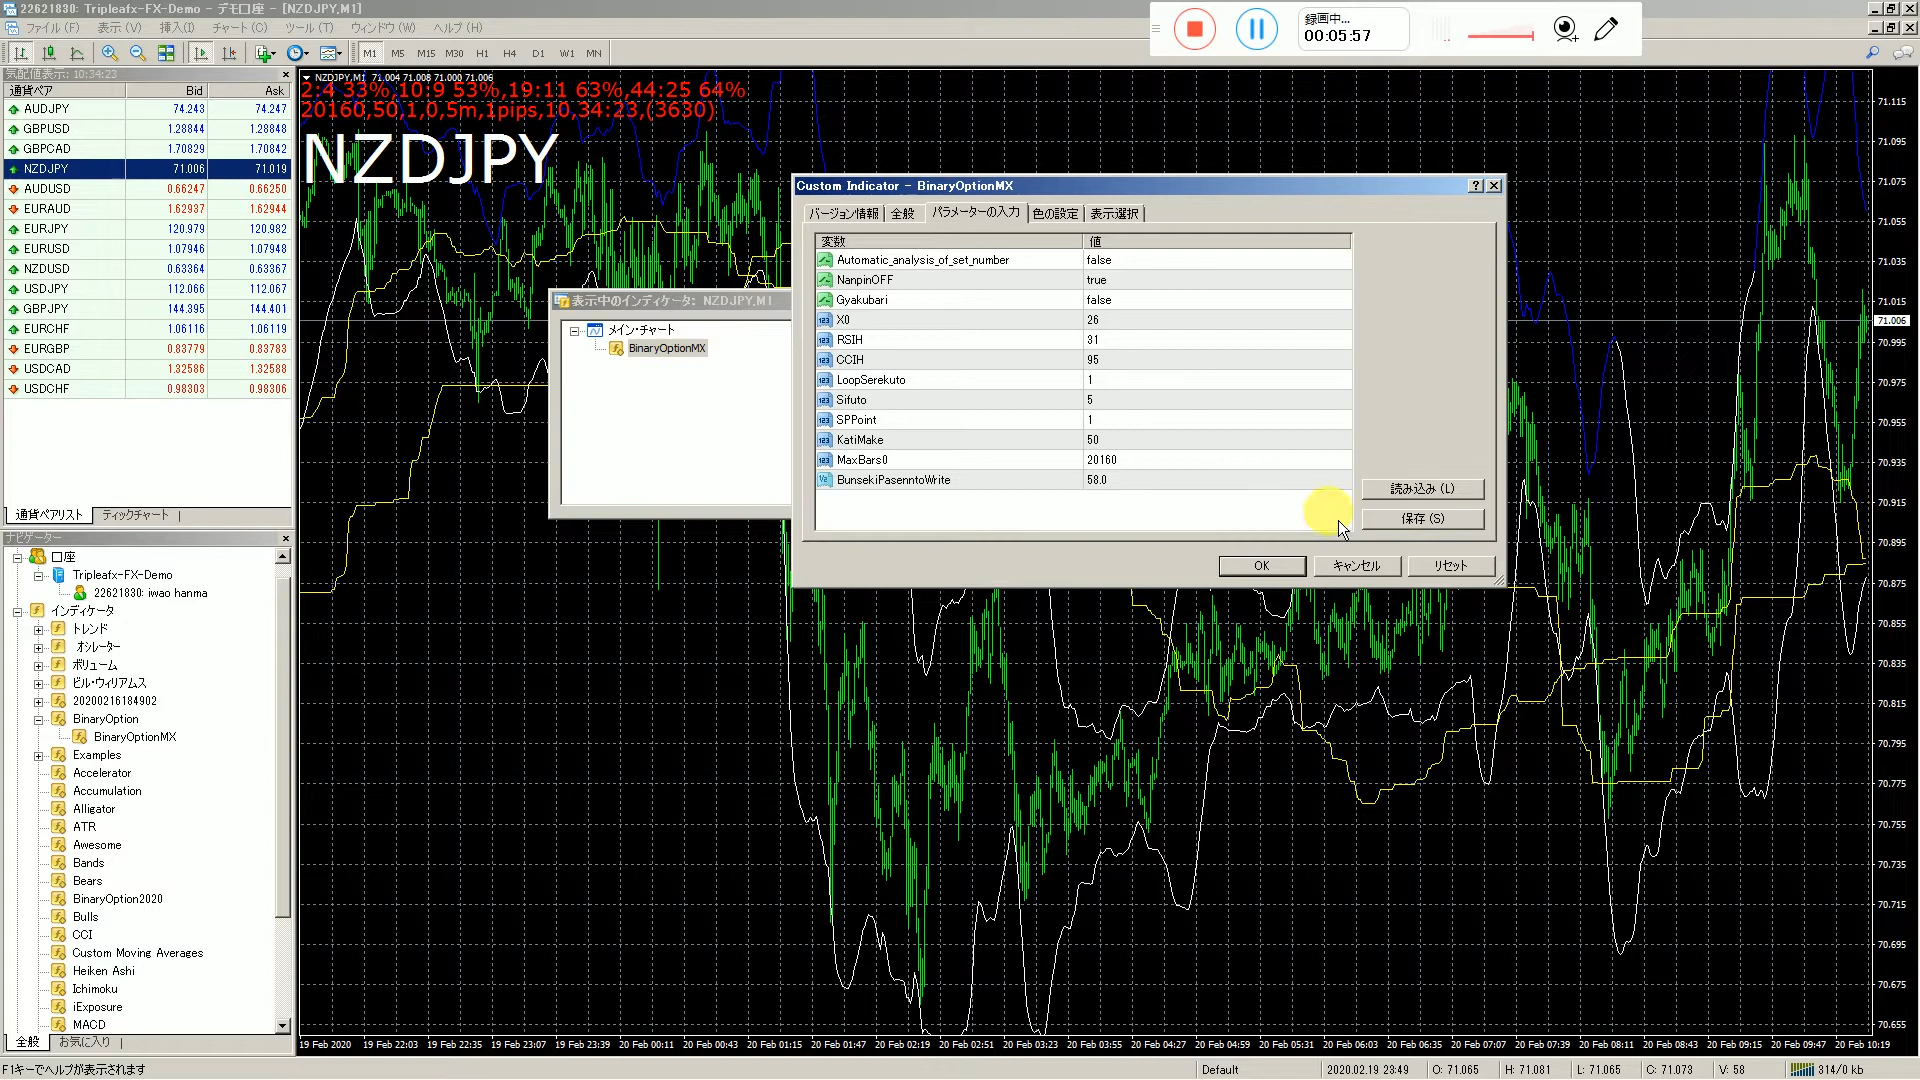 22621830: Tripleafx-FX-Demo - デモ口座 - [NZDJPY,M1]
ファイル (F) 表示 (V) 挿入(I) チャート (C) ツール (T) ウィンドウ (W) ヘルプ (H)
録画中...
00:05:57
M1 M5 M15 M30 H1 H4 D1 W1 MN
気配値表示: 10:34:23
通貨ペア Bid Ask
AUDJPY 74.243 74.247
GBPUSD 1.28844 1.28848
GBPCAD 1.70829 1.70842
NZDJPY 71.006 71.019
AUDUSD 0.66247 0.66250
EURAUD 1.62937 1.62944
EURJPY 120.979 120.982
EURUSD 1.07946 1.07948
NZDUSD 0.63364 0.63367
USDJPY 112.066 112.067
GBPJPY 144.395 144.401
EURCHF 1.06116 1.06119
EURGBP 0.83779 0.83783
USDCAD 1.32586 1.32588
USDCHF 0.98303 0.98306
通貨ペアリスト ティックチャート
ナビゲーター
口座
Tripleafx-FX-Demo
22621830: iwao hanma
インディケータ
トレンド
オシレーター
ボリューム
ビル・ウィリアムス
20200216184902
BinaryOption
BinaryOptionMX
Examples
Accelerator
Accumulation
Alligator
ATR
Awesome
Bands
Bears
BinaryOption2020
Bulls
CCI
Custom Moving Averages
Heiken Ashi
Ichimoku
iExposure
MACD
全般 お気に入り
NZDJPY,M1 71.004 71.008 71.000 71.006
2:4 33%,10:9 53%,19:11 63%,44:25 64%
20160,50,1,0,5m,1pips,10,34:23,(3630)
NZDJPY
表示中のインディケータ: NZDJPY,M1
メイン・チャート
BinaryOptionMX
Custom Indicator - BinaryOptionMX
バージョン情報 全般 パラメーターの入力 色の設定 表示選択
変数 値
Automatic_analysis_of_set_number false
NanpinOFF true
Gyakubari false
X0 26
RSIH 31
CCIH 95
LoopSerekuto 1
Sifuto 5
SPPoint 1
KatiMake 50
MaxBars0 20160
BunsekiPasenntoWrite 58.0
読み込み (L)
保存 (S)
OK キャンセル リセット
71.115
71.095
71.075
71.055
71.035
71.015
71.006
70.995
70.975
70.955
70.935
70.915
70.895
70.875
70.855
70.835
70.815
70.795
70.775
70.755
70.735
70.715
70.695
70.675
70.655
19 Feb 2020 19 Feb 22:03 19 Feb 22:35 19 Feb 23:07 19 Feb 23:39 20 Feb 00:11 20 Feb 00:43 20 Feb 01:15 20 Feb 01:47 20 Feb 02:19 20 Feb 02:51 20 Feb 03:23 20 Feb 03:55 20 Feb 04:27 20 Feb 04:59 20 Feb 05:31 20 Feb 06:03 20 Feb 06:35 20 Feb 07:07 20 Feb 07:39 20 Feb 08:11 20 Feb 08:43 20 Feb 09:15 20 Feb 09:47 20 Feb 10:19
F1キーでヘルプが表示されます Default 2020.02.19 23:49 O: 71.065 H: 71.081 L: 71.065 C: 71.073 V: 58 314/0 kb